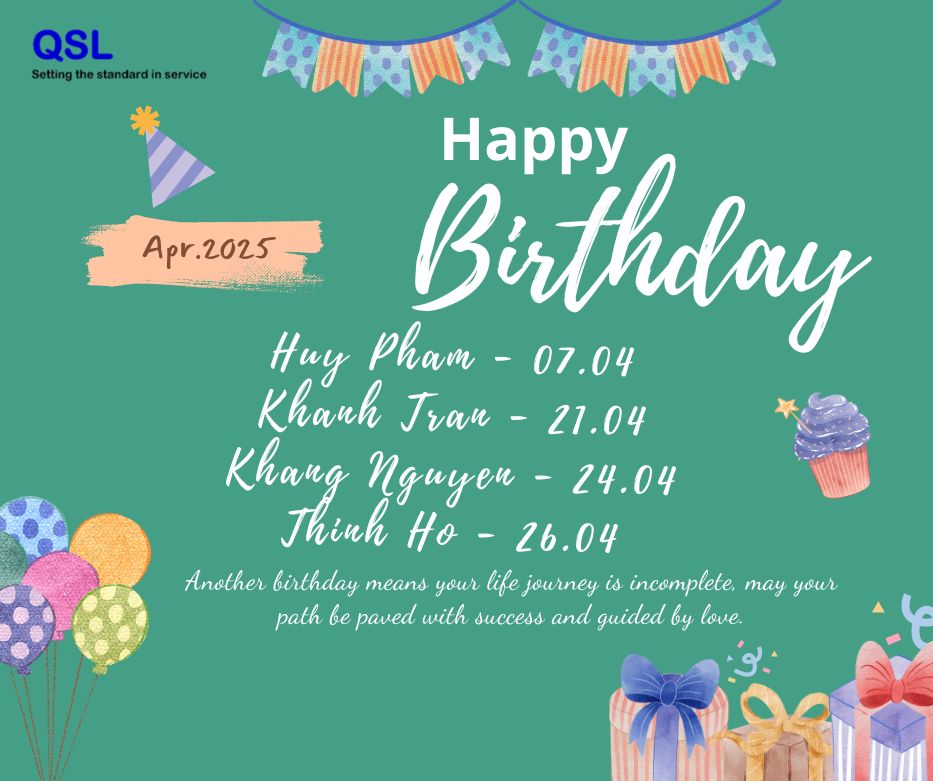 QSL
Setting the standard in service
Happy
Birthday
Apr.2025
Huy Pham - 07.04
Khanh Tran - 21.04
Khang Nguyen - 24.04
Thinh Ho - 26.04
Another birthday means your life journey is incomplete, may your
path be paved with success and guided by love.